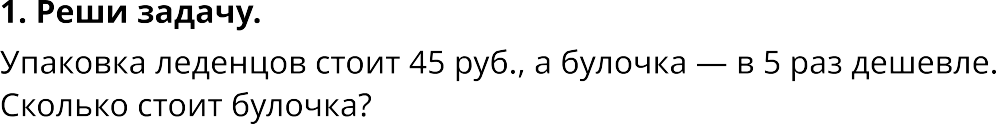 1. Реши задачу.
Упаковка леденцов стоит 45 руб., а булочка — в 5 раз дешевле.
Сколько стоит булочка?